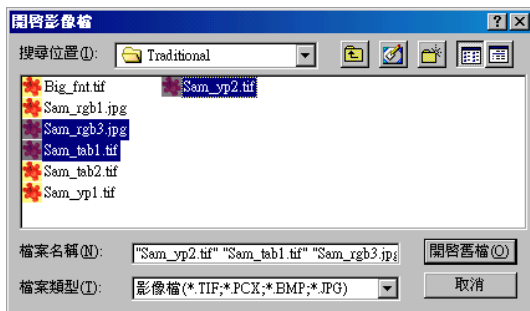 開啓影像檔
搜尋位置(I): Traditional
Big_fnt.tif
Sam_rgb1.jpg
Sam_rgb3.jpg
Sam_tab1.tif
Sam_tab2.tif
Sam_yp1.tif
Sam_yp2.tif
檔案名稱(N): "Sam_yp2.tif" "Sam_tab1.tif" "Sam_rgb3.jpg 開啓舊檔(O)
檔案類型(T): 影像檔(*.TIF;*.PCX;*.BMP;*.JPG) 取消